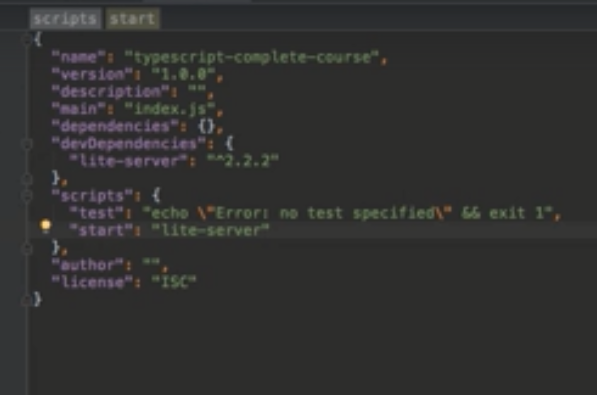 scripts start
{
"name": "typescript-complete-course",
"version": "1.0.0",
"description": "",
"main": "index.js",
"dependencies": {},
"devDependencies": {
"lite-server": "^2.2.2"
},
"scripts": {
"test": "echo \"Error: no test specified\" && exit 1",
"start": "lite-server"
},
"author": "",
"license": "ISC"
}